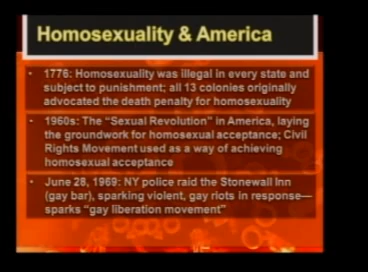 Homosexuality & America
• 1776: Homosexuality was illegal in every state and
subject to punishment; all 13 colonies originally
advocated the death penalty for homosexuality
• 1960s: The “Sexual Revolution” in America, laying
the groundwork for homosexual acceptance; Civil
Rights Movement used as a way of achieving
homosexual acceptance
• June 28, 1969: NY police raid the Stonewall Inn
(gay bar), sparking violent, gay riots in response—
sparks “gay liberation movement”